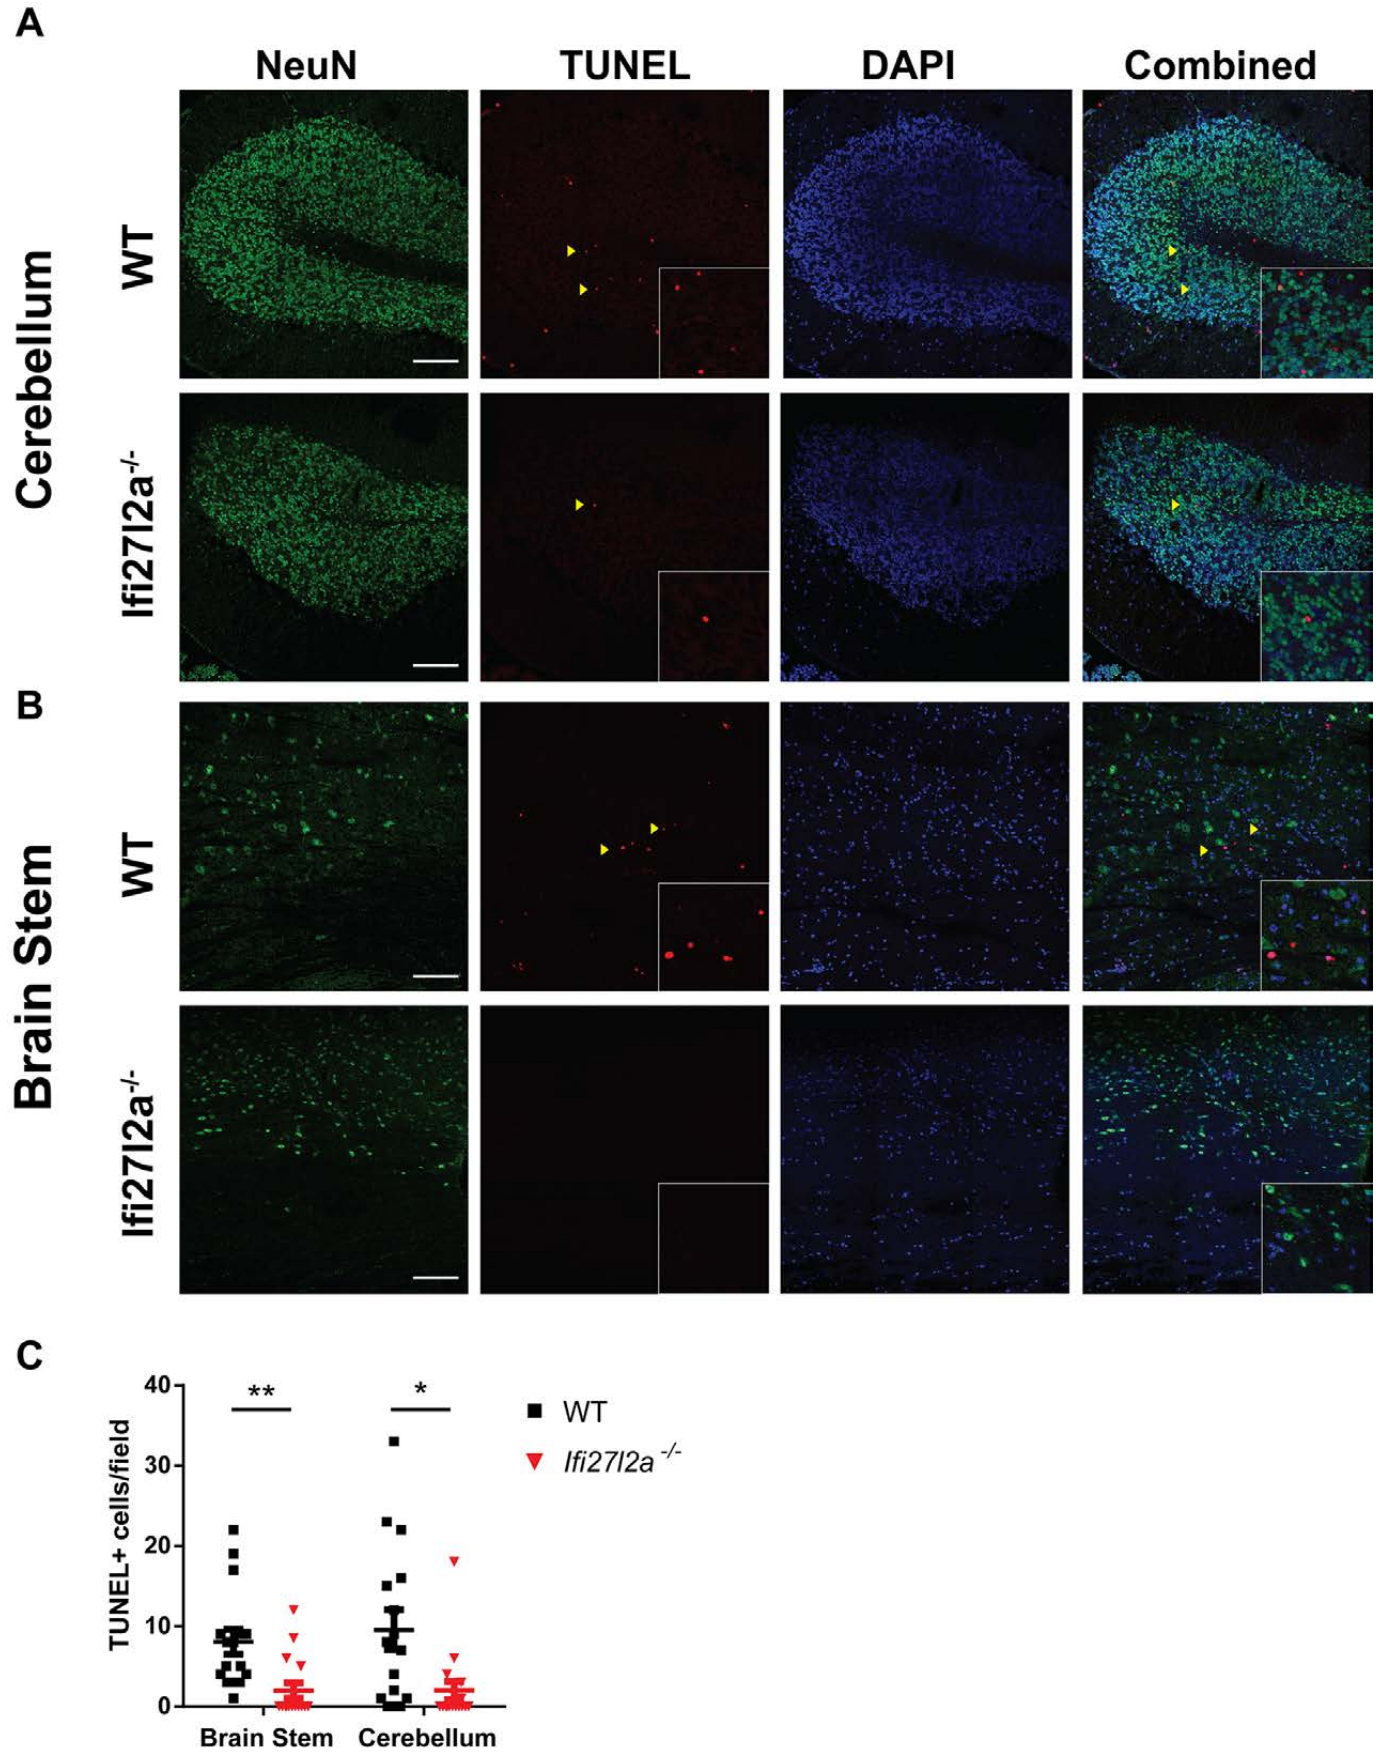 A
NeuN TUNEL DAPI Combined
Cerebellum
WT
Ifi27l2a-/-
B
Brain Stem
WT
Ifi27l2a-/-
C
TUNEL+ cells/field
40
30
20
10
0
** *
WT
Ifi27l2a -/-
Brain Stem Cerebellum